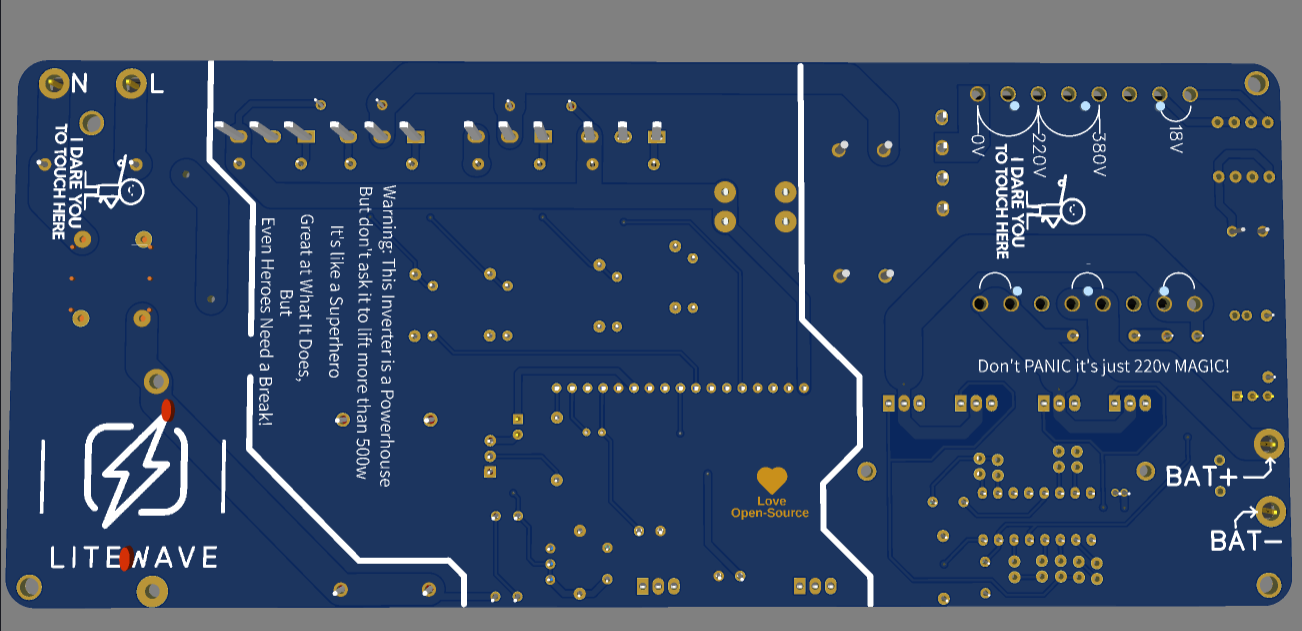 N
L
I DARE YOU
TO TOUCH HERE
Warning: This Inverter is a Powerhouse
But don't ask it to lift more than 500w
It's like a Superhero
Great at What It Does,
But
Even Heroes Need a Break!
LITEWAVE
Love
Open-Source
0V
220V
380V
18V
I DARE YOU
TO TOUCH HERE
Don't PANIC it's just 220v MAGIC!
BAT+
BAT-